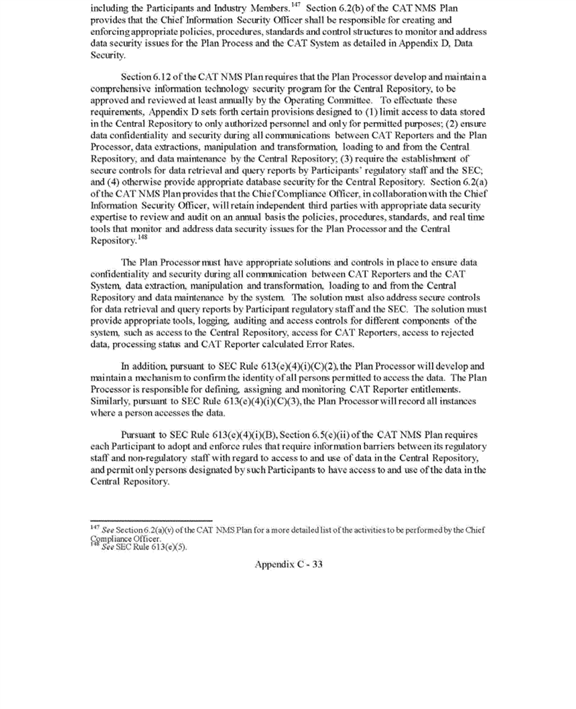 including the Participants and Industry Members.147 Section 6.2(b) of the CAT NMS Plan
provides that the Chief Information Security Officer shall be responsible for creating and
enforcing appropriate policies, procedures, standards and control structures to monitor and address
data security issues for the Plan Process and the CAT System as detailed in Appendix D, Data
Security.
Section 6.12 of the CAT NMS Plan requires that the Plan Processor develop and maintain a
comprehensive information technology security program for the Central Repository, to be
approved and reviewed at least annually by the Operating Committee. To effectuate these
requirements, Appendix D sets forth certain provisions designed to (1) limit access to data stored
in the Central Repository to only authorized personnel and only for permitted purposes; (2) ensure
data confidentiality and security during all communications between CAT Reporters and the Plan
Processor, data extractions, manipulation and transformation, loading to and from the Central
Repository, and data maintenance by the Central Repository; (3) require the establishment of
secure controls for data retrieval and query reports by Participants' regulatory staff and the SEC;
and (4) otherwise provide appropriate database security for the Central Repository. Section 6.2(a)
of the CAT NMS Plan provides that the Chief Compliance Officer, in collaboration with the Chief
Information Security Officer, will retain independent third parties with appropriate data security
expertise to review and audit on an annual basis the policies, procedures, standards, and real time
tools that monitor and address data security issues for the Plan Processor and the Central
Repository.148
The Plan Processor must have appropriate solutions and controls in place to ensure data
confidentiality and security during all communication between CAT Reporters and the CAT
System, data extraction, manipulation and transformation, loading to and from the Central
Repository and data maintenance by the system. The solution must also address secure controls
for data retrieval and query reports by Participant regulatory staff and the SEC. The solution must
provide appropriate tools, logging, auditing and access controls for different components of the
system, such as access to the Central Repository, access for CAT Reporters, access to rejected
data, processing status and CAT Reporter calculated Error Rates.
In addition, pursuant to SEC Rule 613(e)(4)(i)(C)(2), the Plan Processor will develop and
maintain a mechanism to confirm the identity of all persons permitted to access the data. The Plan
Processor is responsible for defining, assigning and monitoring CAT Reporter entitlements.
Similarly, pursuant to SEC Rule 613(e)(4)(i)(C)(3), the Plan Processor will record all instances
where a person accesses the data.
Pursuant to SEC Rule 613(e)(4)(i)(B), Section 6.5(e)(ii) of the CAT NMS Plan requires
each Participant to adopt and enforce rules that require information barriers between its regulatory
staff and non-regulatory staff with regard to access to and use of data in the Central Repository,
and permit only persons designated by such Participants to have access to and use of the data in the
Central Repository.
147 See Section 6.2(a)(v) of the CAT NMS Plan for a more detailed list of the activities to be performed by the Chief
Compliance Officer.
148 See SEC Rule 613(e)(5).
Appendix C - 33